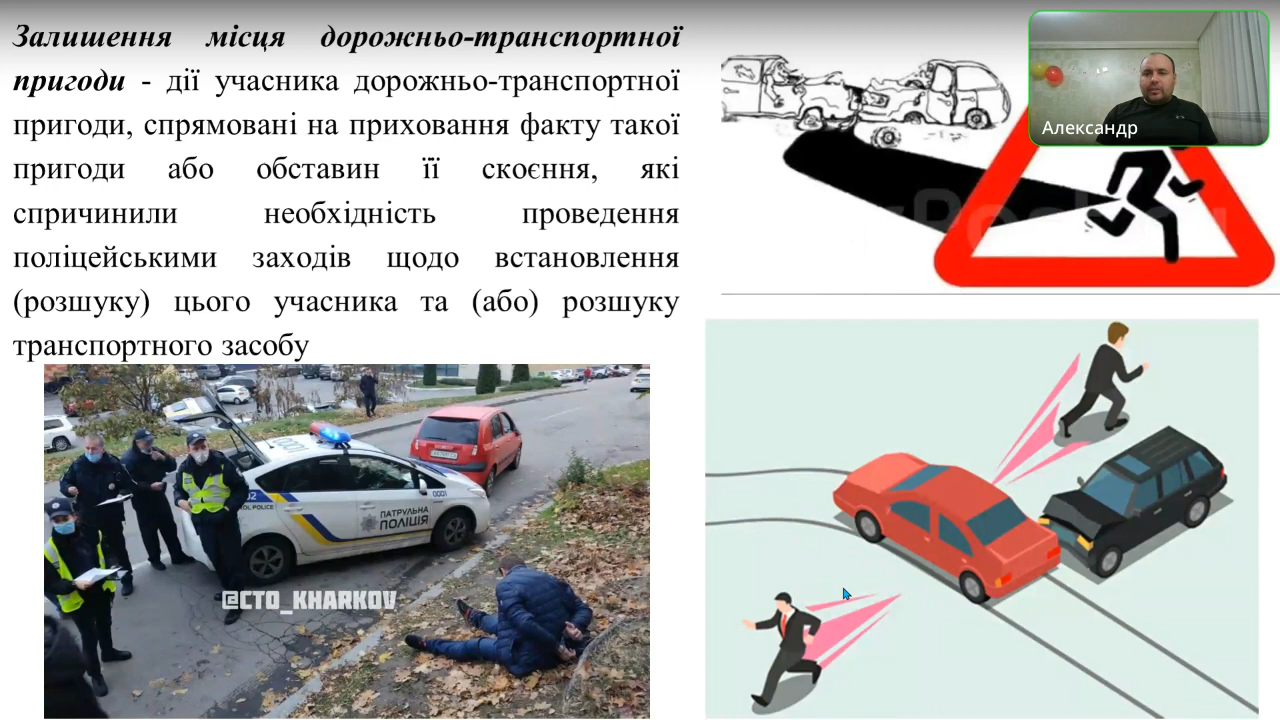 Залишення місця дорожньо-транспортної
пригоди - дії учасника дорожньо-транспортної
пригоди, спрямовані на приховання факту такої
пригоди або обставин її скоєння, які
спричинили необхідність проведення
поліцейськими заходів щодо встановлення
(розшуку) цього учасника та (або) розшуку
транспортного засобу
Александр
0001
ПАТРУЛЬНА
ПОЛІЦІЯ
@CTO_KHARKOV